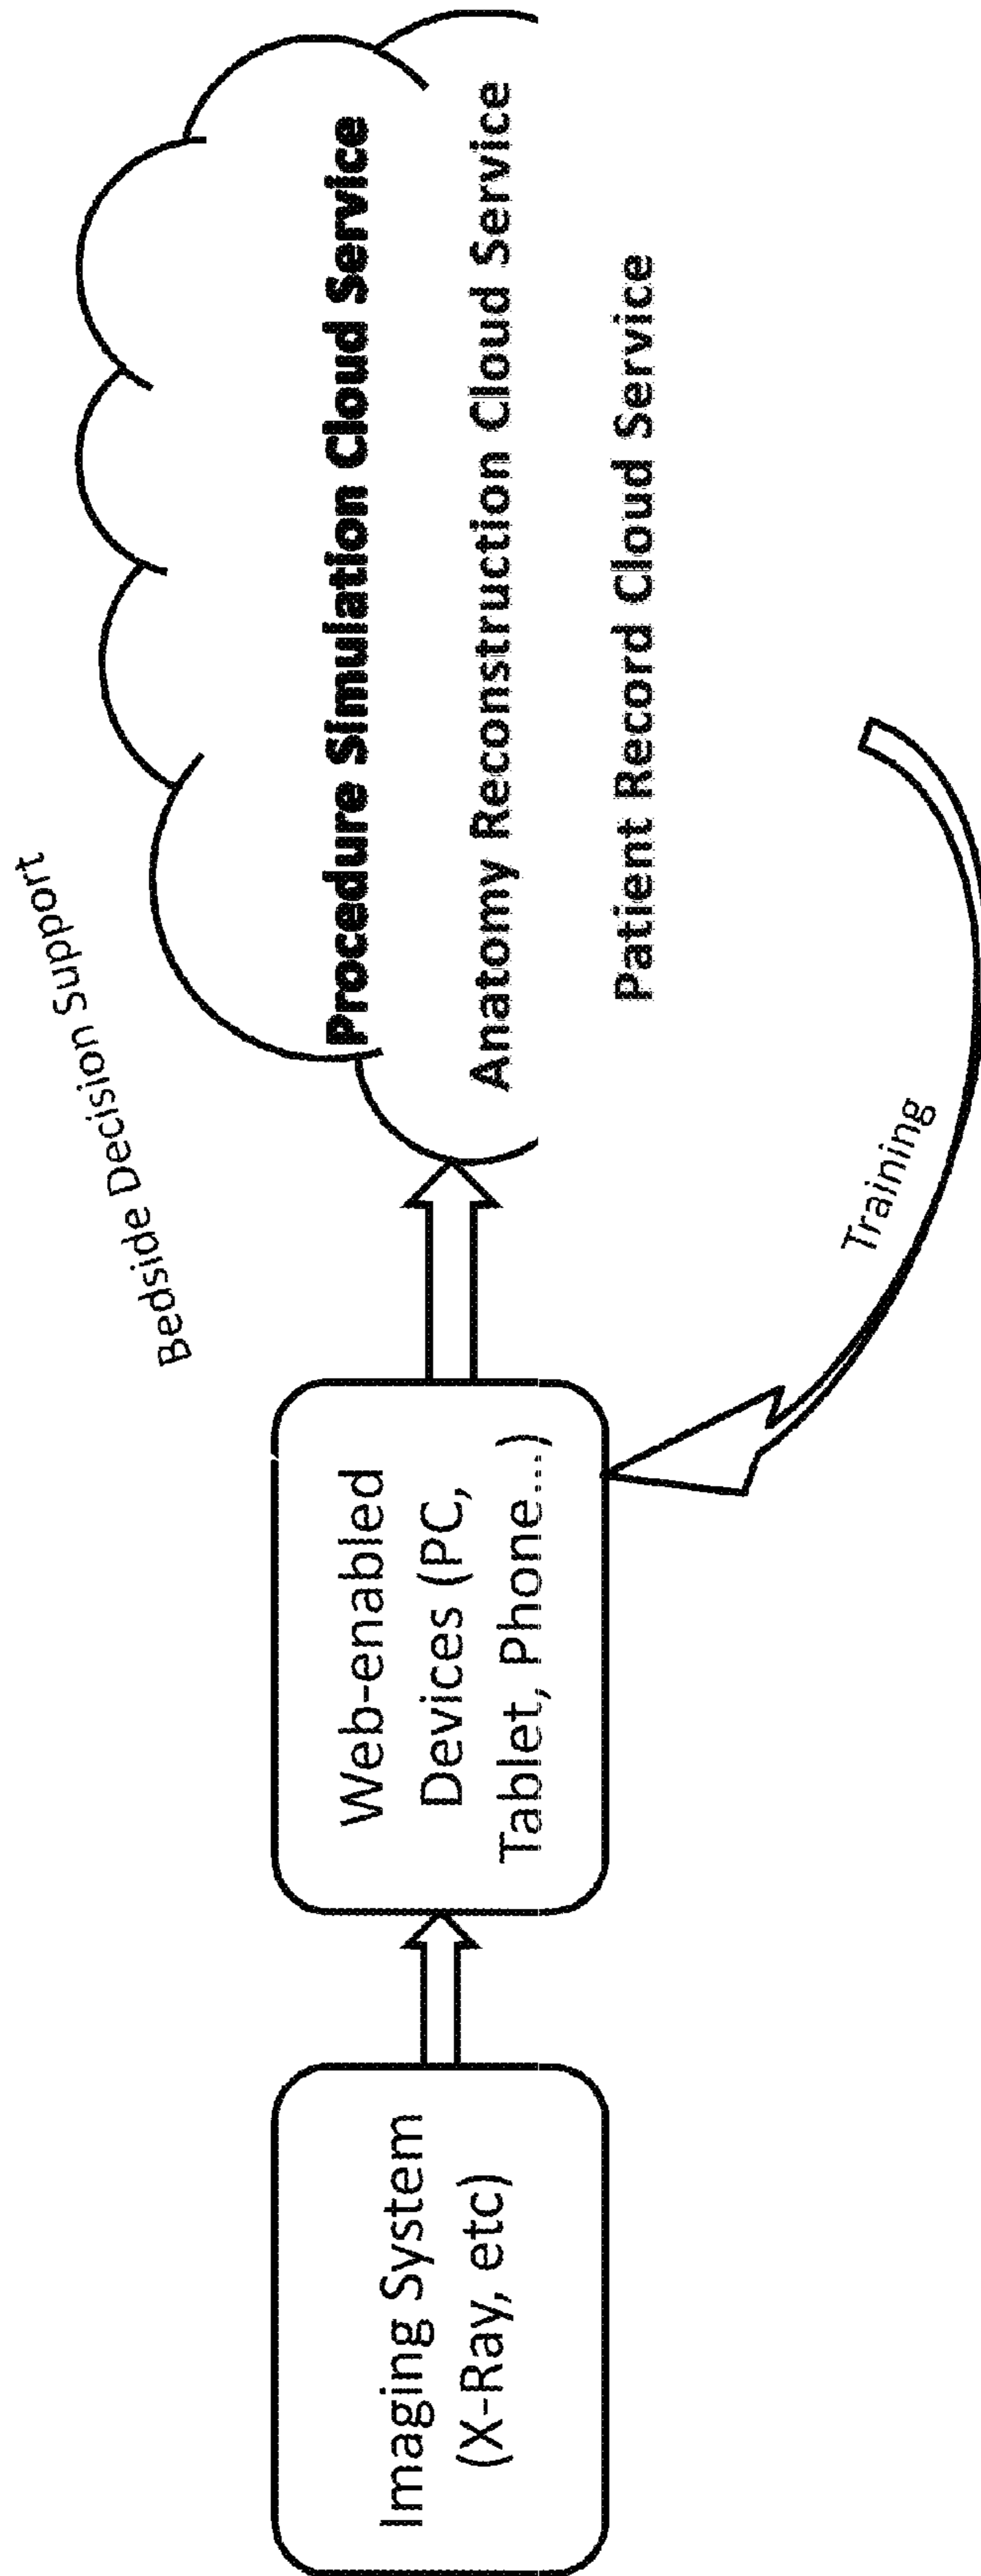 Imaging System
(X-Ray, etc)
Web-enabled
Devices (PC,
Tablet, Phone...)
Bedside Decision Support
Procedure Simulation Cloud Service
Anatomy Reconstruction Cloud Service
Patient Record Cloud Service
Training